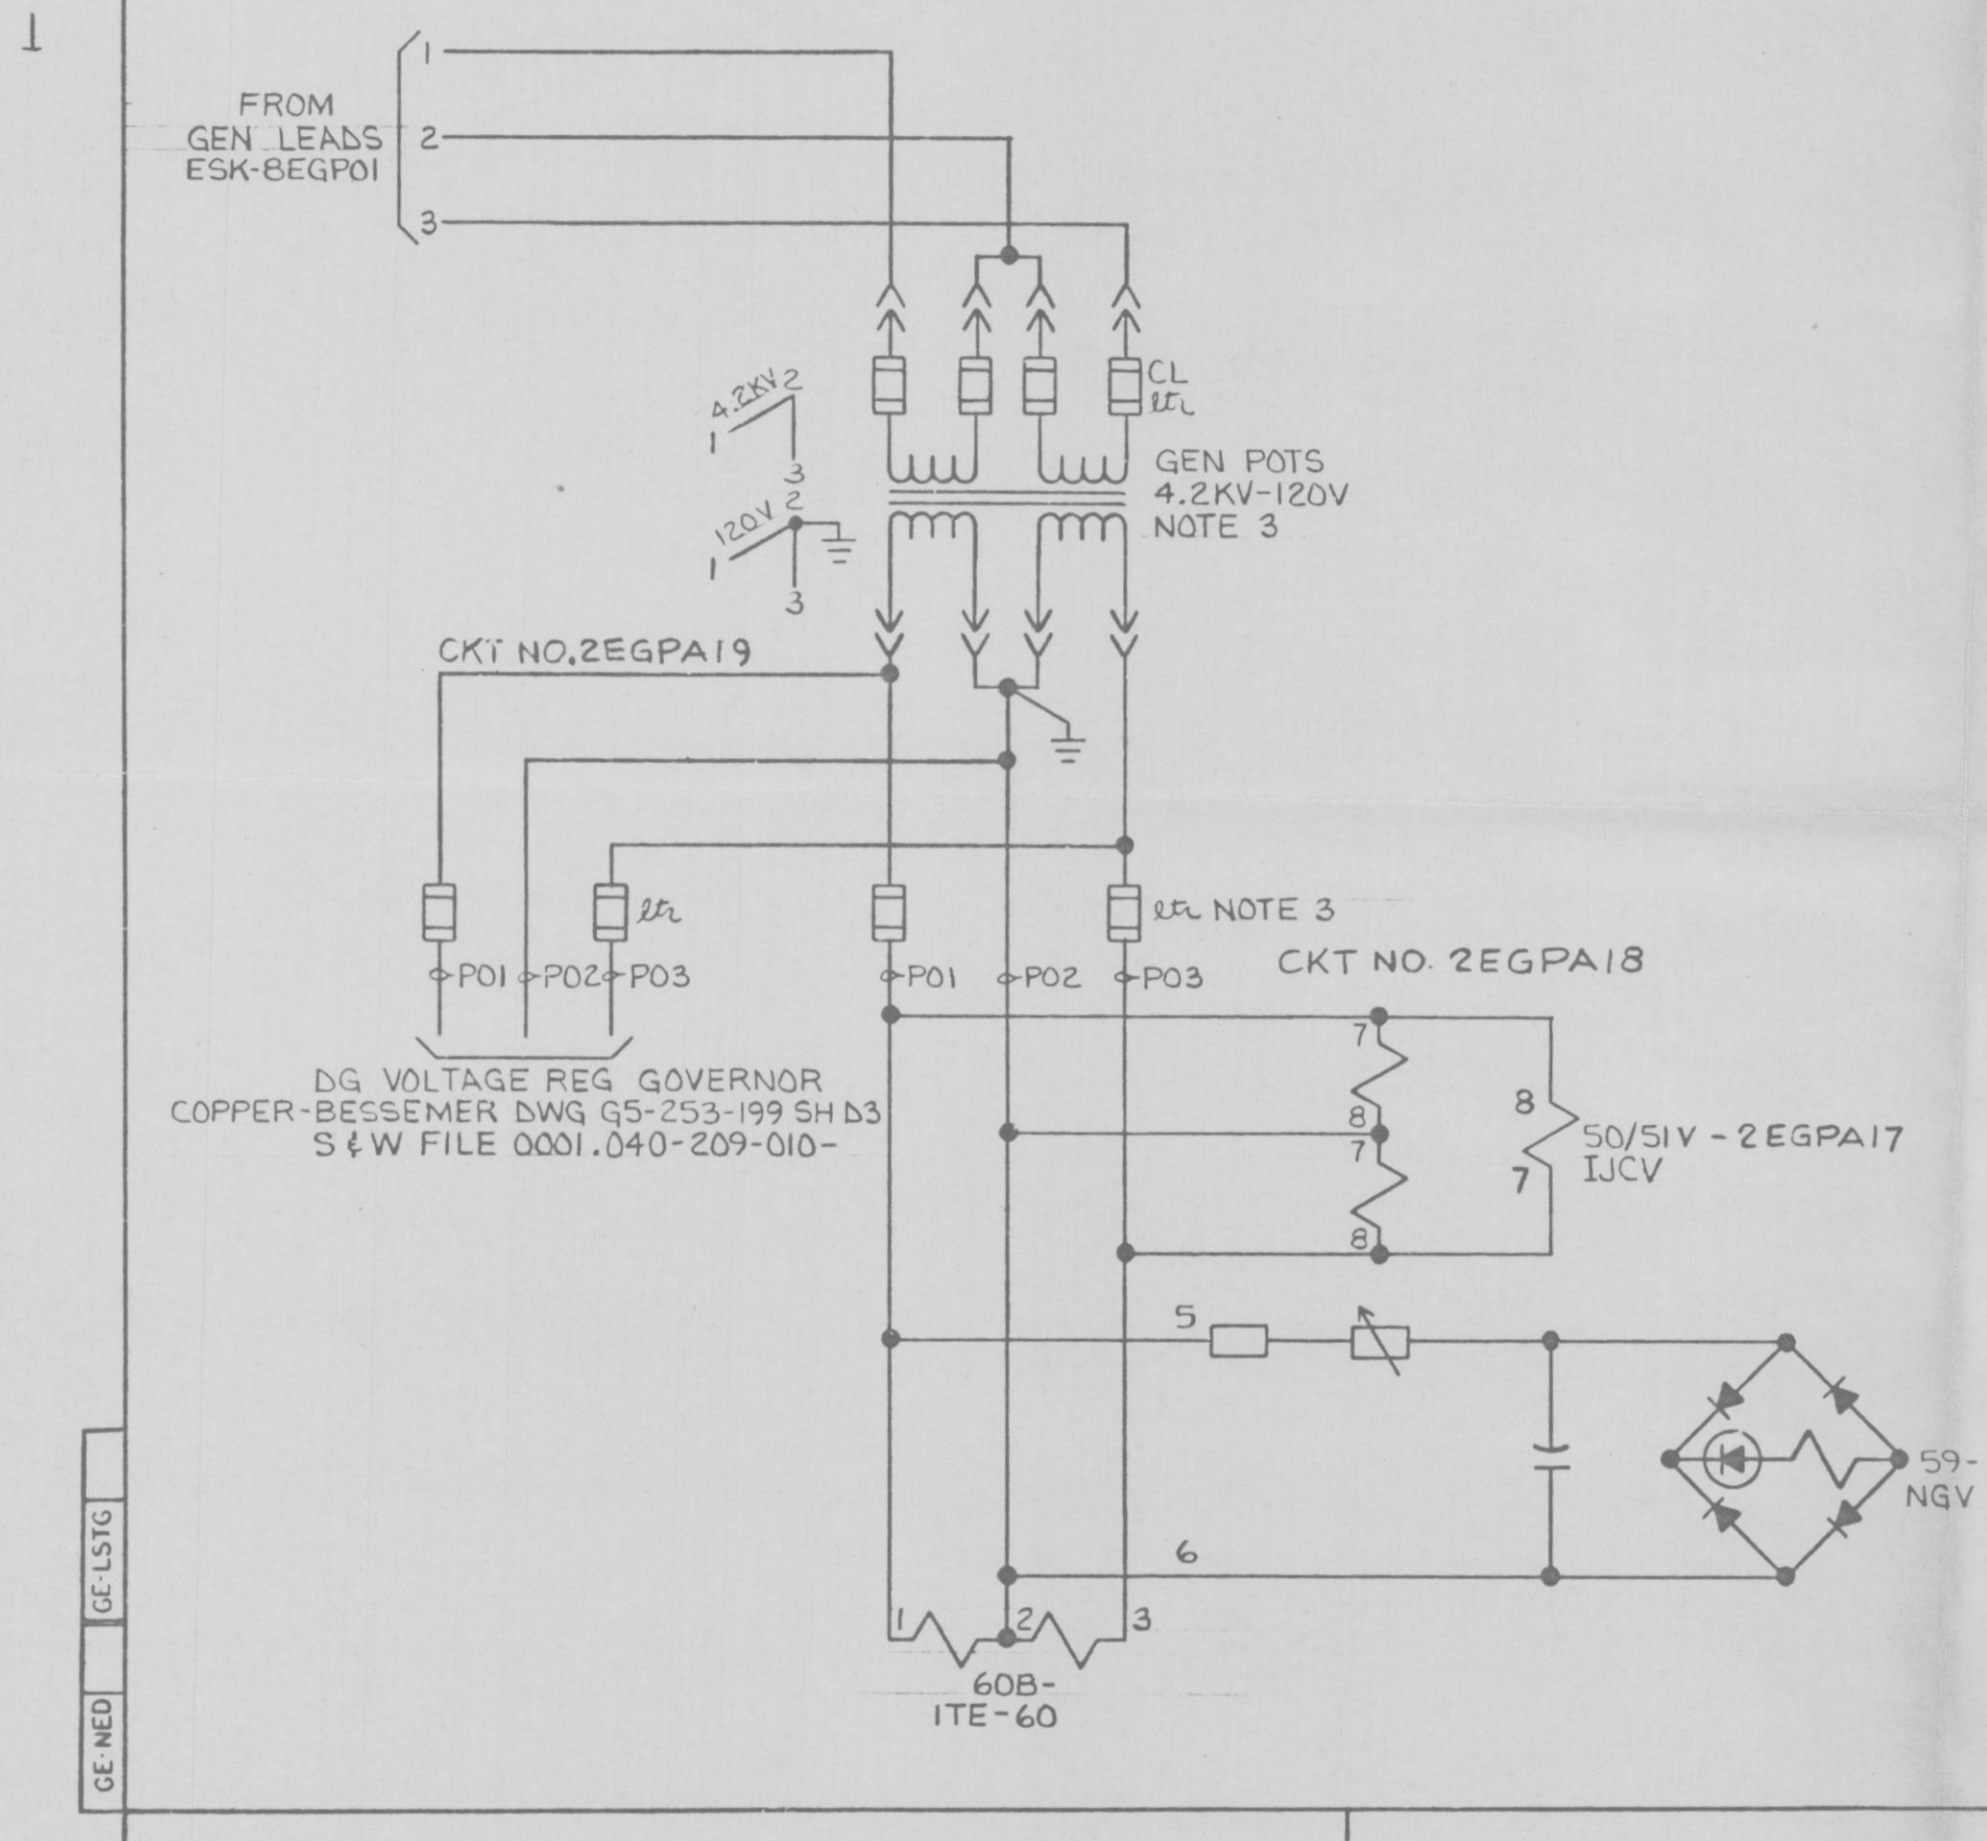 1
1
FROM
GEN LEADS
ESK-8EGP01
2
3
4.2KV 2
1
3
CL
ltr
GEN POTS
4.2KV-120V
NOTE 3
120V 2
1
3
CKT NO.2EGPA19
ltr
ltr NOTE 3
CKT NO. 2EGPA18
P01 P02 P03
P01 P02 P03
DG VOLTAGE REG GOVERNOR
COPPER-BESSEMER DWG G5-253-199 SH D3
S & W FILE 0001.040-209-010-
7
8
7
8
8
7
50/51V - 2EGPA17
IJCV
5
59-
NGV
6
1 2 3
60B-
ITE-60
GE-LSTG
GE-NED